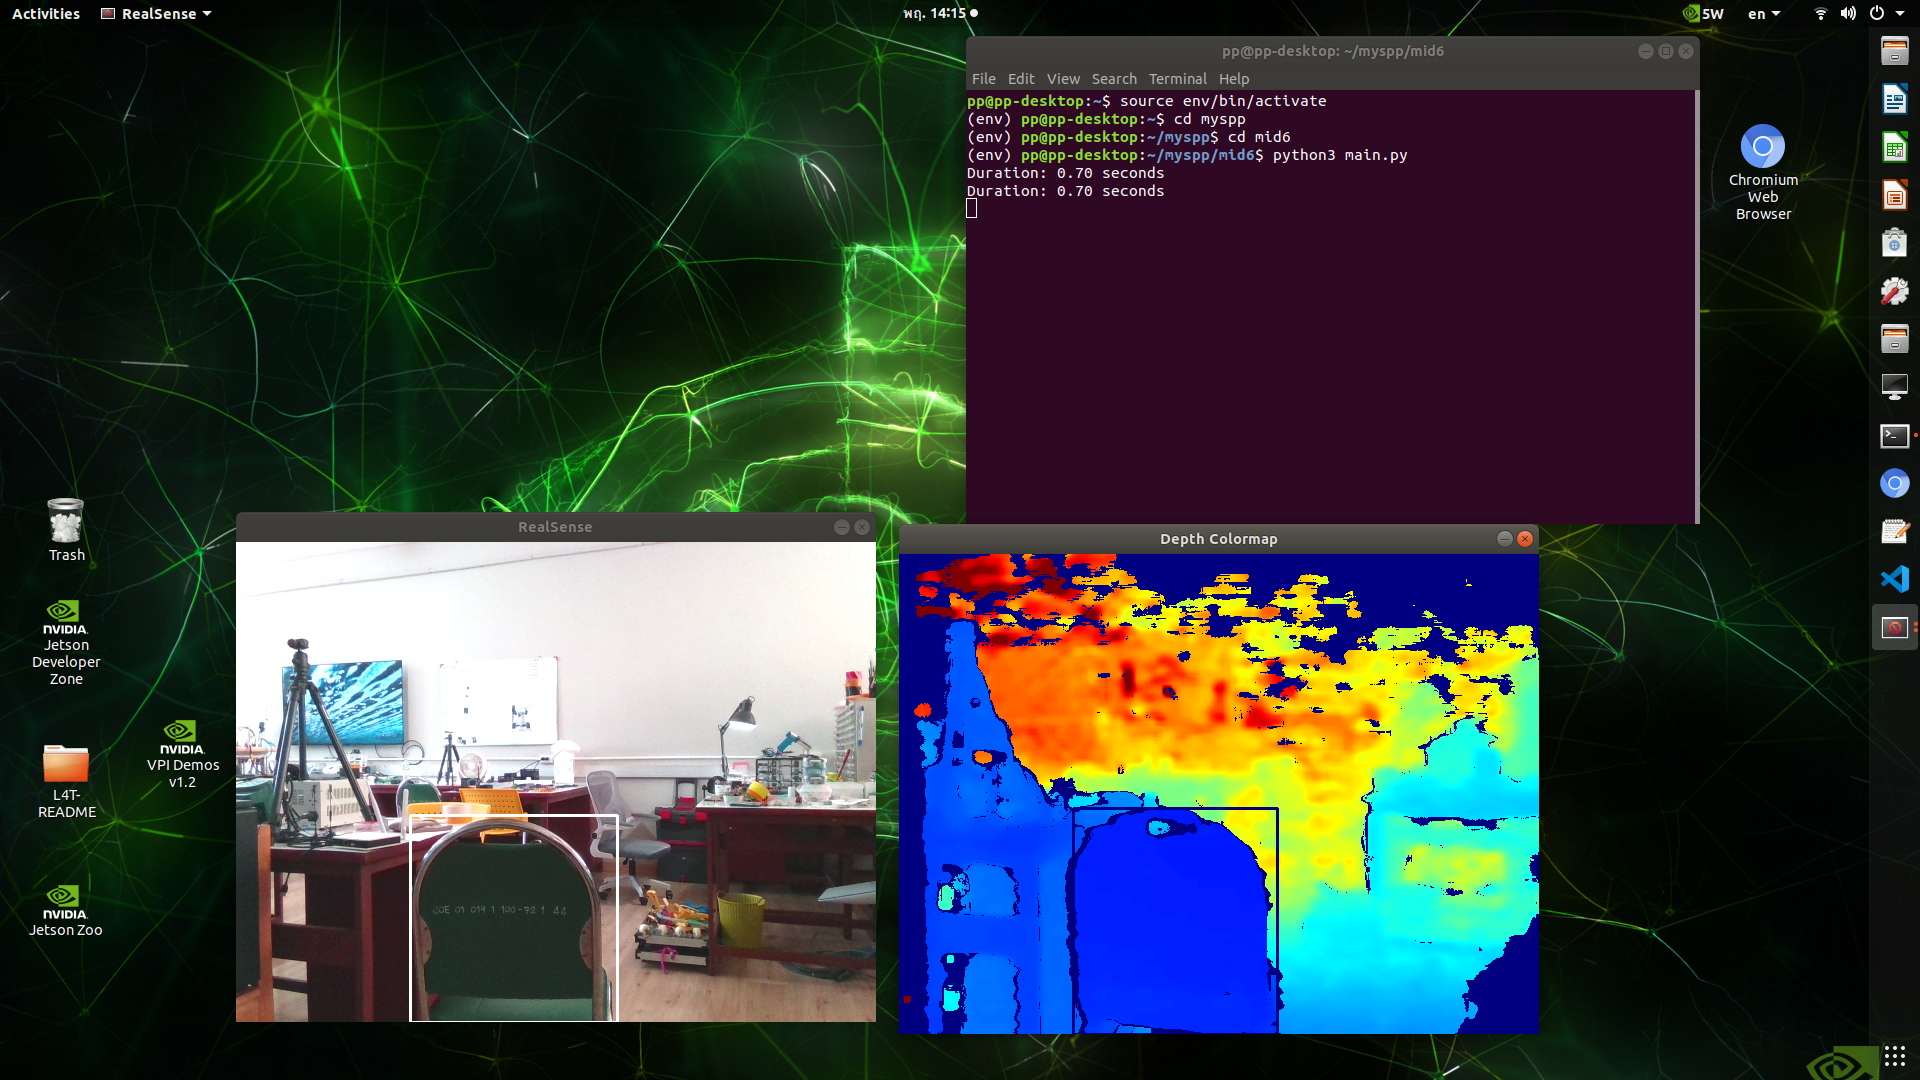 Activities
RealSense
พฤ. 14:15
5W
en
pp@pp-desktop: ~/myspp/mid6
File Edit View Search Terminal Help
pp@pp-desktop:~$ source env/bin/activate
(env) pp@pp-desktop:~$ cd myspp
(env) pp@pp-desktop:~/myspp$ cd mid6
(env) pp@pp-desktop:~/myspp/mid6$ python3 main.py
Duration: 0.70 seconds
Duration: 0.70 seconds
Chromium
Web
Browser
Trash
NVIDIA.
Jetson
Developer
Zone
NVIDIA.
VPI Demos
v1.2
L4T-
README
NVIDIA.
Jetson Zoo
RealSense
Depth Colormap